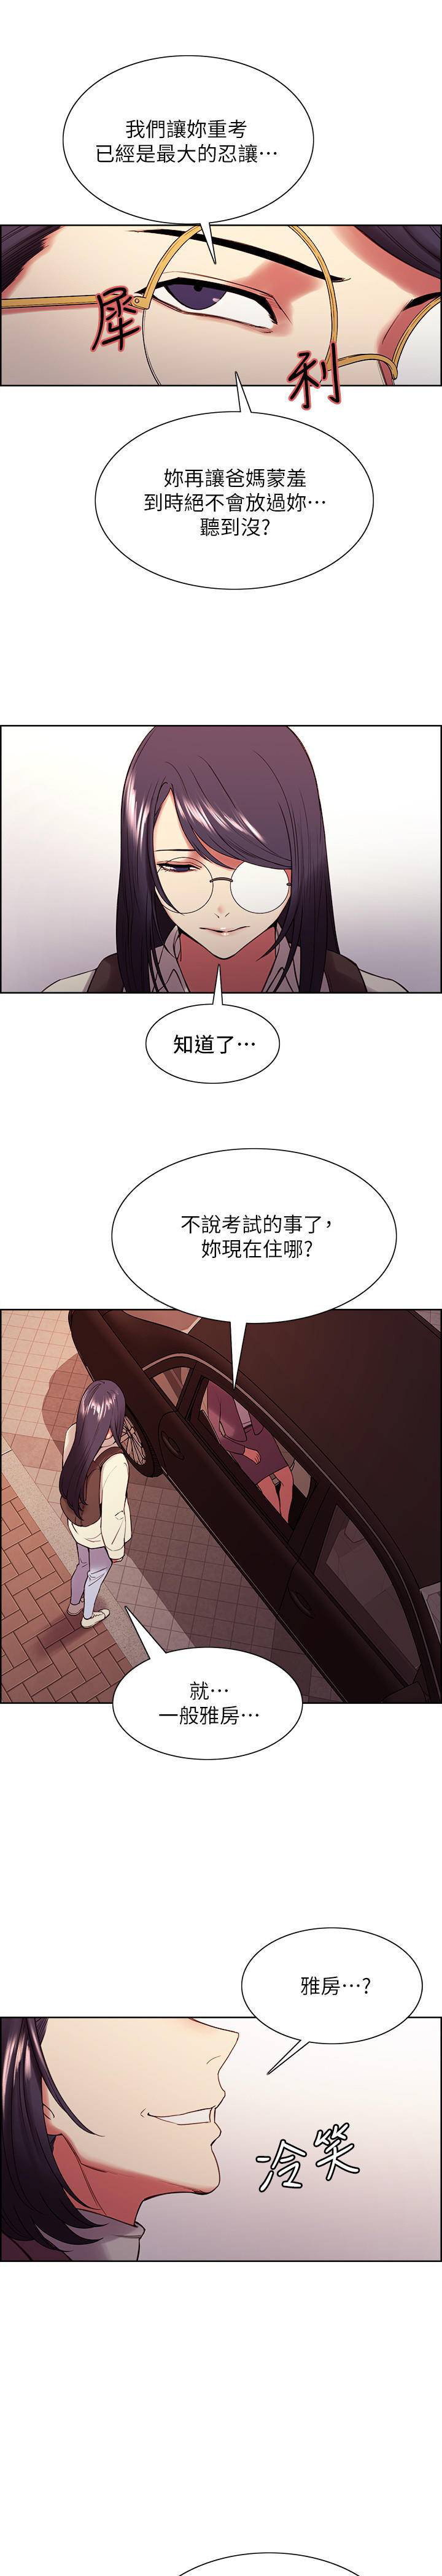 我們讓妳重考
已經是最大的忍讓⋯
犀
利
妳再讓爸媽蒙羞
到時絕不會放過妳⋯
聽到沒?
知道了⋯
不說考試的事了,
妳現在住哪?
就⋯
一般雅房⋯
雅房⋯?
冷笑